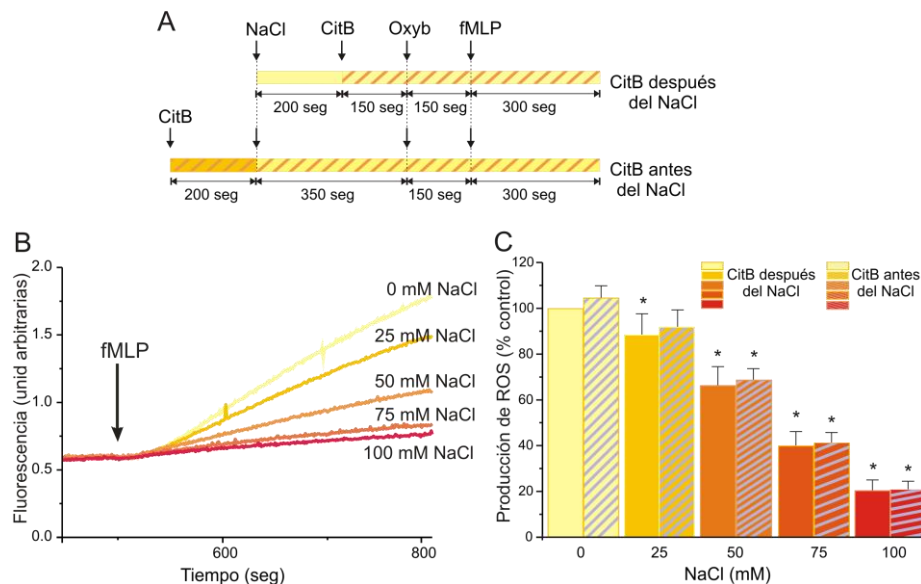 A
NaCl CitB Oxyb fMLP
CitB después
del NaCl
200 seg 150 seg 150 seg 300 seg
CitB
CitB antes
del NaCl
200 seg 350 seg 150 seg 300 seg
B
Fluorescencia (unid arbitrarias)
2.0
1.5
1.0
0.5
0.0
fMLP
0 mM NaCl
25 mM NaCl
50 mM NaCl
75 mM NaCl
100 mM NaCl
600 800
Tiempo (seg)
C
Producción de ROS (% control)
120
100
80
60
40
20
0
CitB después
del NaCl
CitB antes
del NaCl
* * * * * * *
0 25 50 75 100
NaCl (mM)